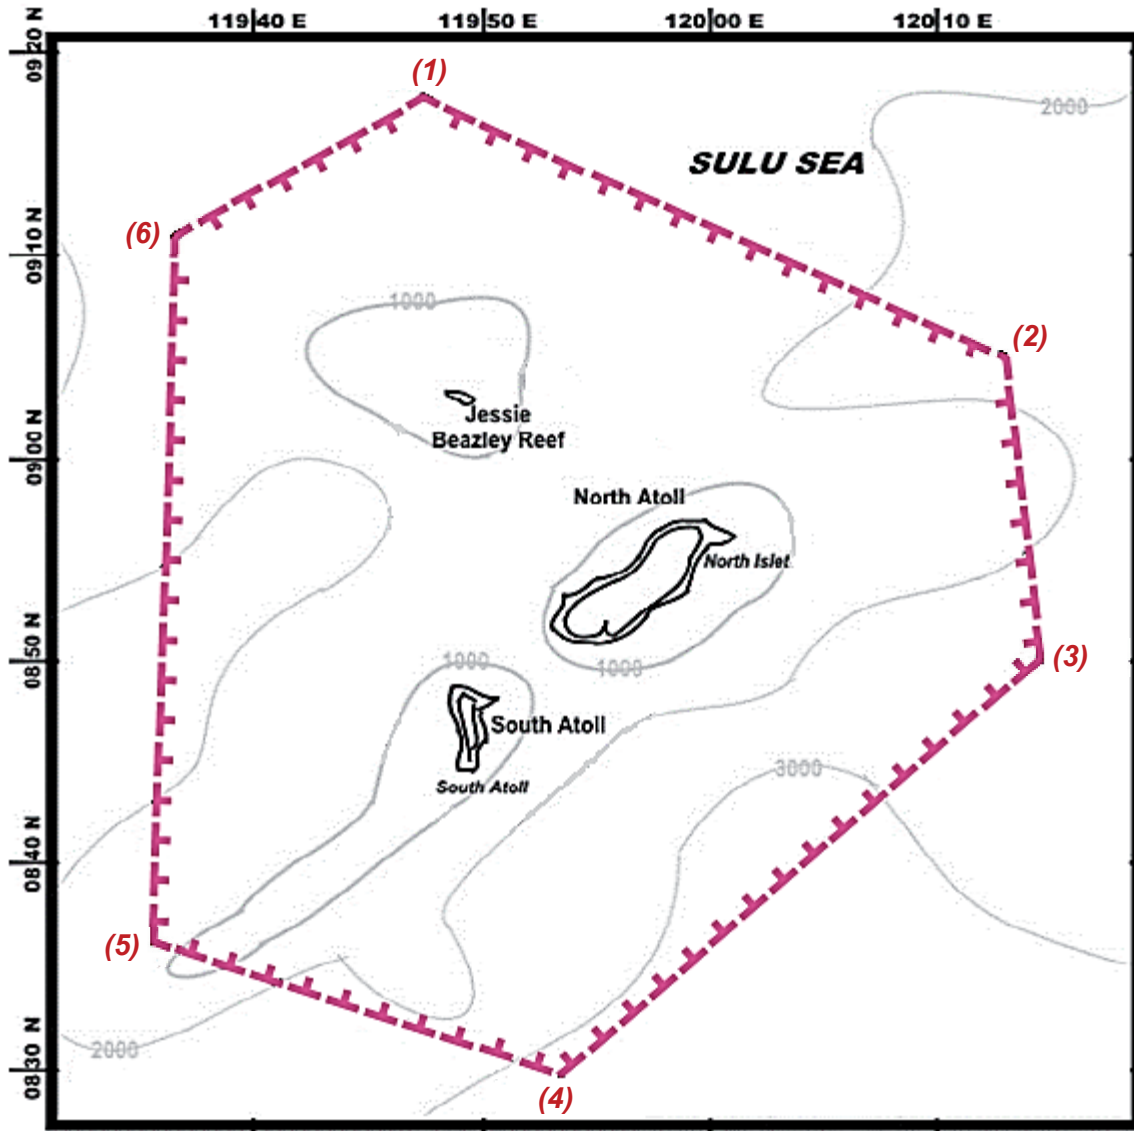 119 40 E
119 50 E
120 00 E
120 10 E
09 20 N
(1)
2000
SULU SEA
09 10 N
(6)
1000
(2)
Jessie
Beazley Reef
09 00 N
North Atoll
North Islet
08 50 N
(3)
1000
1000
South Atoll
South Atoll
3000
08 40 N
(5)
2000
08 30 N
(4)